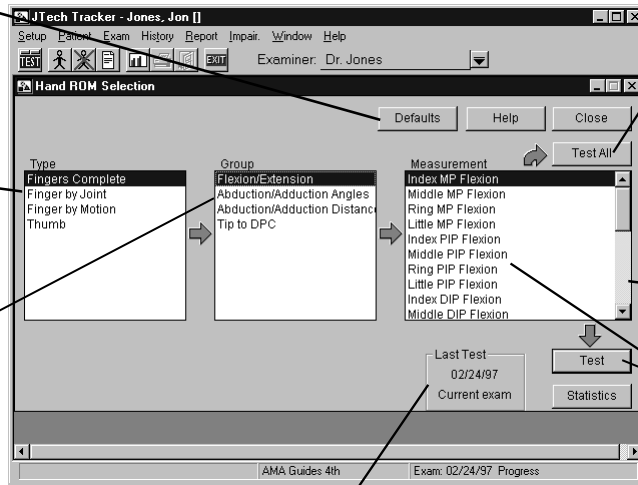 JTech Tracker - Jones, Jon []
Setup Patient Exam History Report Impair. Window Help
TEST EXIT Examiner: Dr. Jones
Hand ROM Selection
Defaults Help Close
Test All
Type Group Measurement
Fingers Complete Flexion/Extension Index MP Flexion
Finger by Joint Abduction/Adduction Angles Middle MP Flexion
Finger by Motion Abduction/Adduction Distanc Ring MP Flexion
Thumb Tip to DPC Little MP Flexion
Index PIP Flexion
Middle PIP Flexion
Ring PIP Flexion
Little PIP Flexion
Index DIP Flexion
Middle DIP Flexion
Last Test
02/24/97
Current exam
Test
Statistics
AMA Guides 4th Exam: 02/24/97 Progress